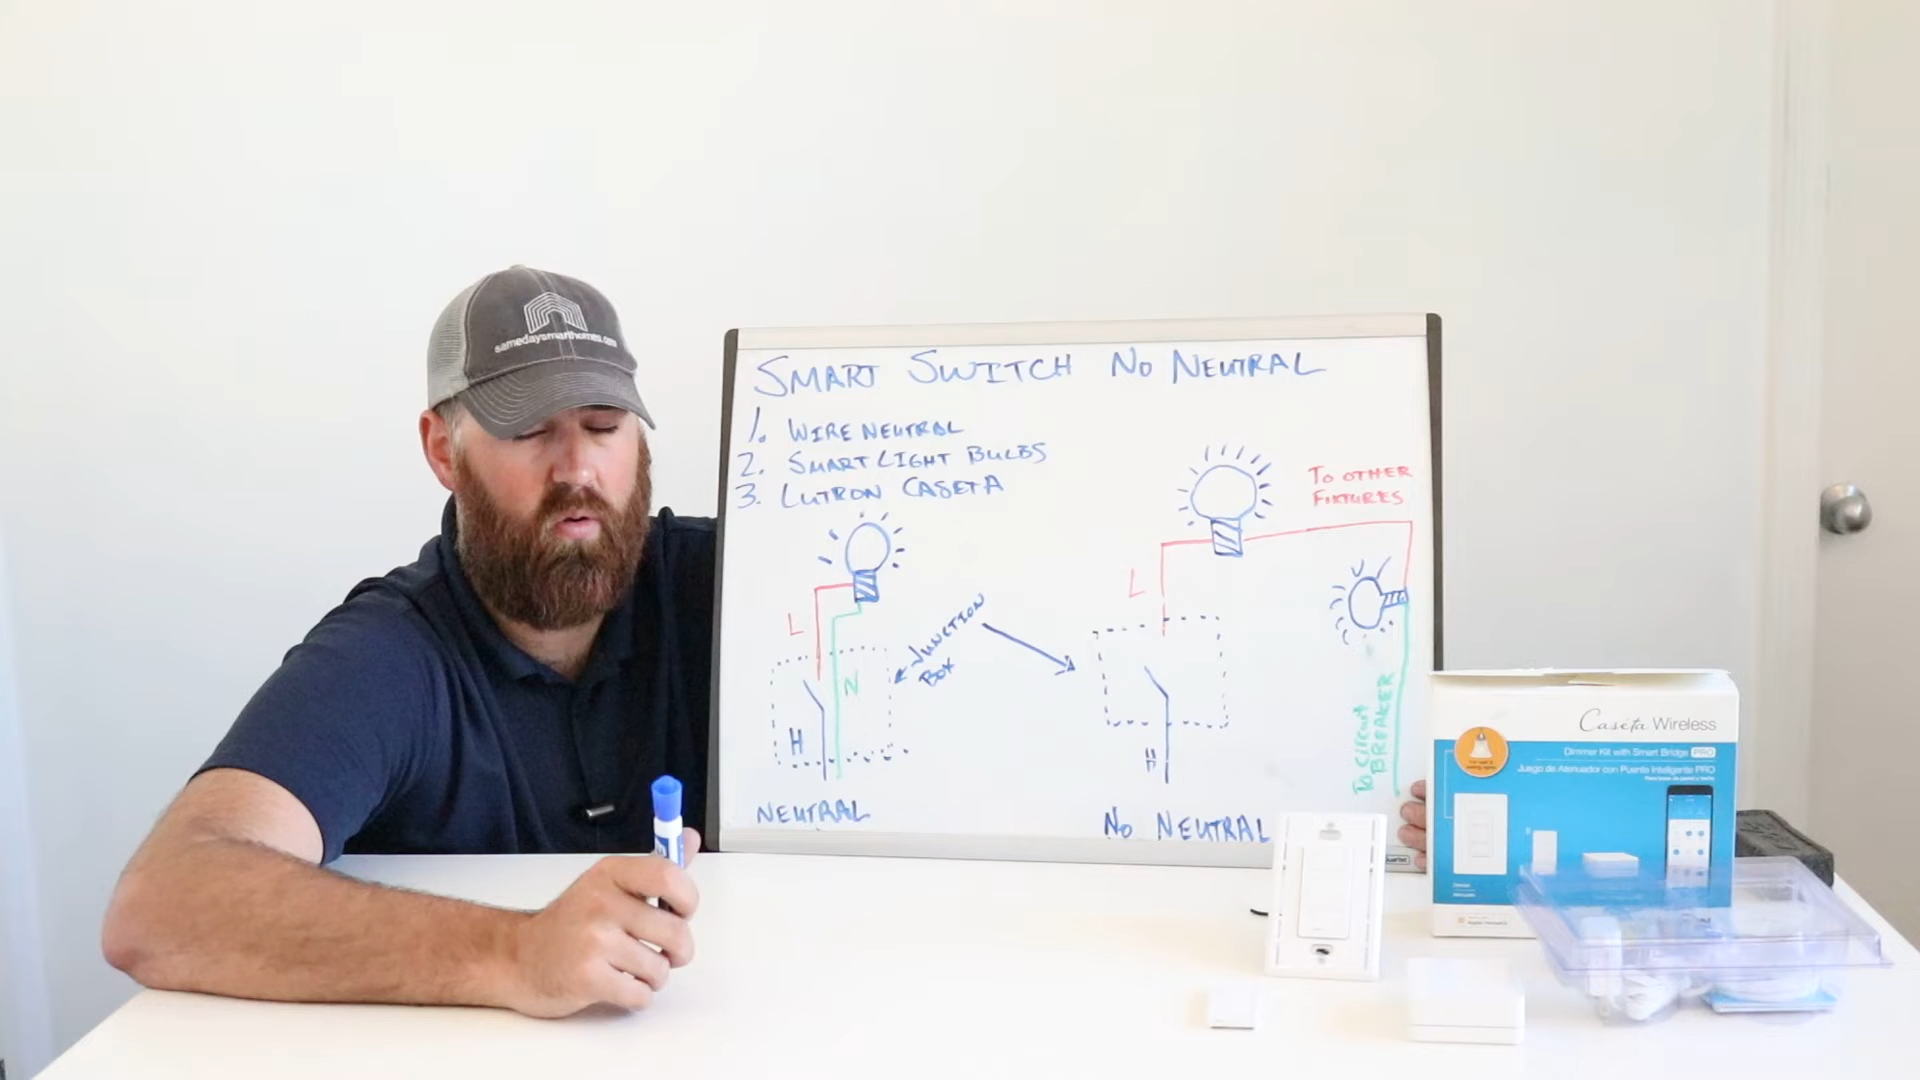 samedaysmarthomes.com
SMART SWITCH NO NEUTRAL
1. WIRE NEUTRAL
2. SMART LIGHT BULBS
3. LUTRON CASETA
L
N
H
JUNCTION
BOX
NEUTRAL
TO OTHER
FIXTURES
L
H
TO CIRCUIT
BREAKER
NO NEUTRAL
Caséta Wireless
Dimmer Kit with Smart Bridge PRO
Juego de Atenuador con Puente Inteligente PRO